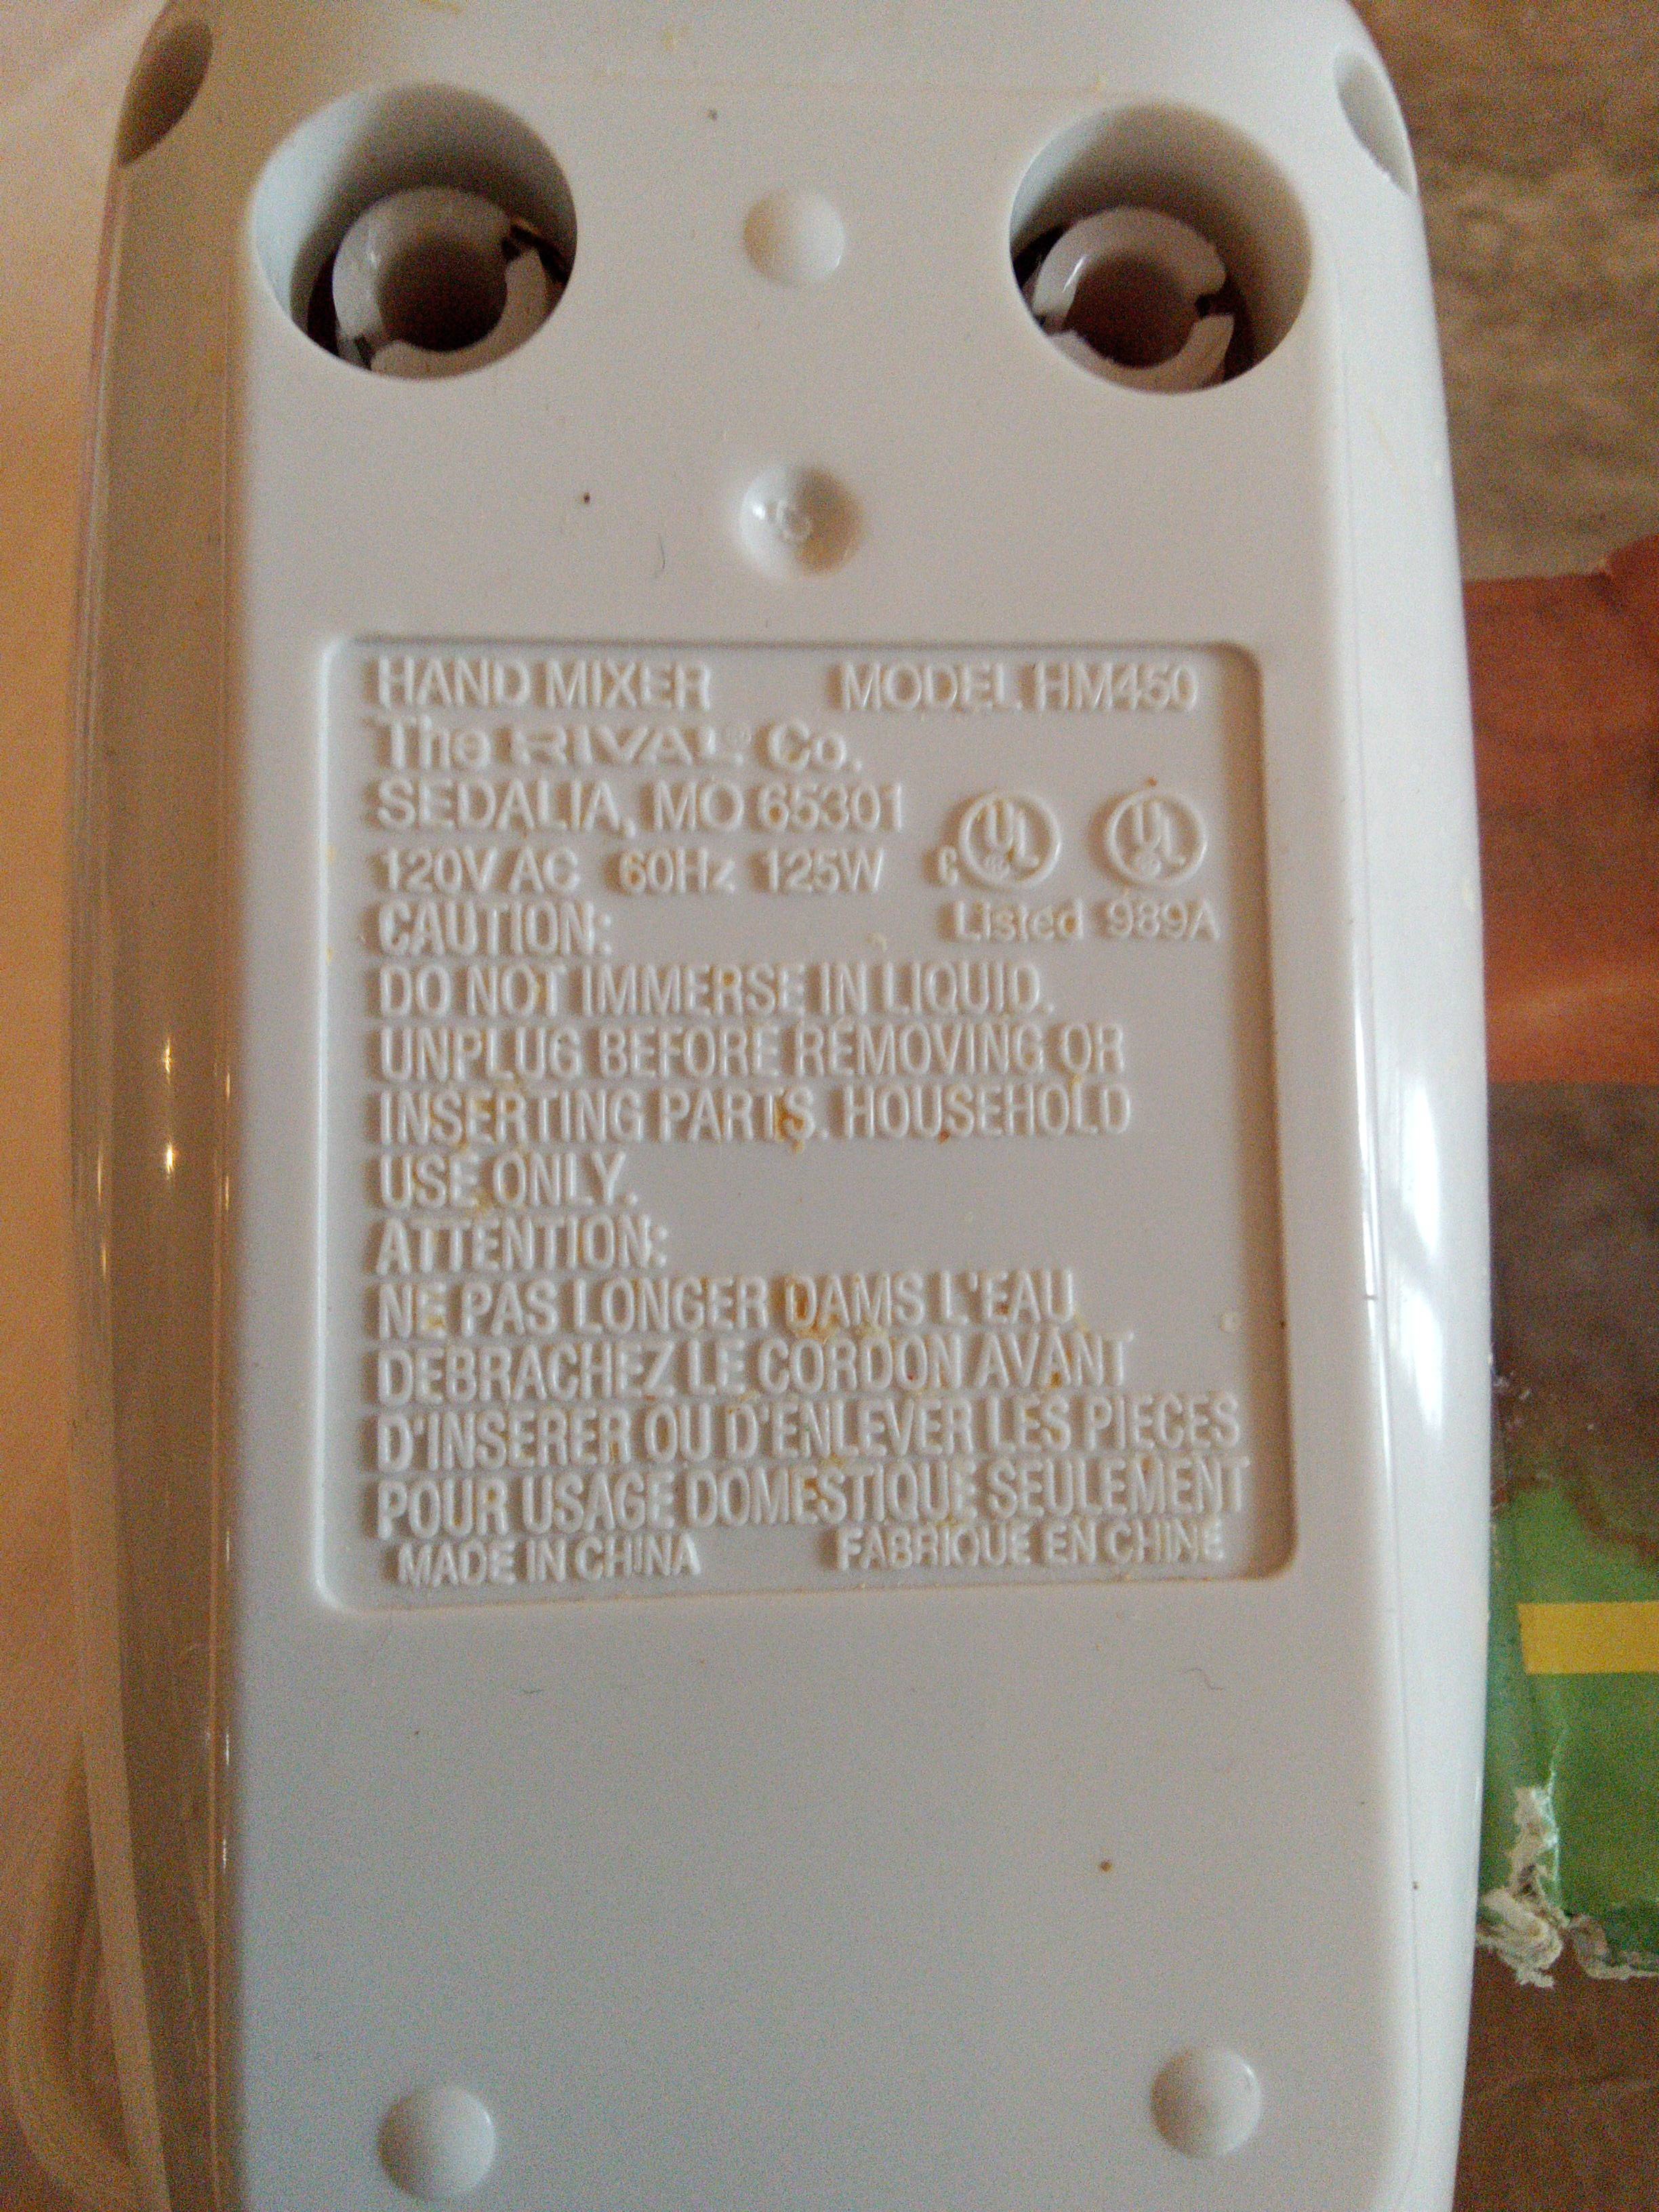 HAND MIXER MODEL HM450
The RIVAL® Co.
SEDALIA, MO 65301
120V AC 60Hz 125W
C UL UL
Listed 989A
CAUTION:
DO NOT IMMERSE IN LIQUID.
UNPLUG BEFORE REMOVING OR
INSERTING PARTS. HOUSEHOLD
USE ONLY.
ATTENTION:
NE PAS LONGER DAMS L'EAU
DEBRACHEZ LE CORDON AVANT
D'INSERER OU D'ENLEVER LES PIECES
POUR USAGE DOMESTIQUE SEULEMENT
MADE IN CHINA FABRIQUE EN CHINE